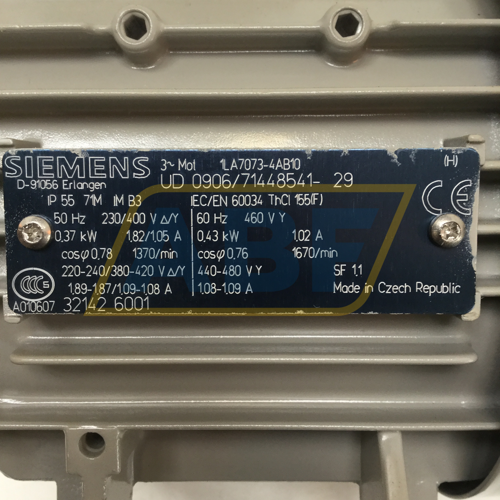 SIEMENS 3~ Mot 1LA7073-4AB10 (H)
D-91056 Erlangen UD 0906/71448541- 29
IP 55 71M IM B3 IEC/EN 60034 ThCl 155(F)
50 Hz 230/400 V Δ/Y 60 Hz 460 V Y
0,37 kW 1.82/1.05 A 0,43 kW 1.02 A
cosφ 0,78 1370/min cosφ 0,76 1670/min
220-240/380-420 V Δ/Y 440-480 V Y SF 1.1
1.89-1.87/1.09-1.08 A 1.08-1.09 A Made in Czech Republic
CCC S
A010607 32142 6001
CE
ABF